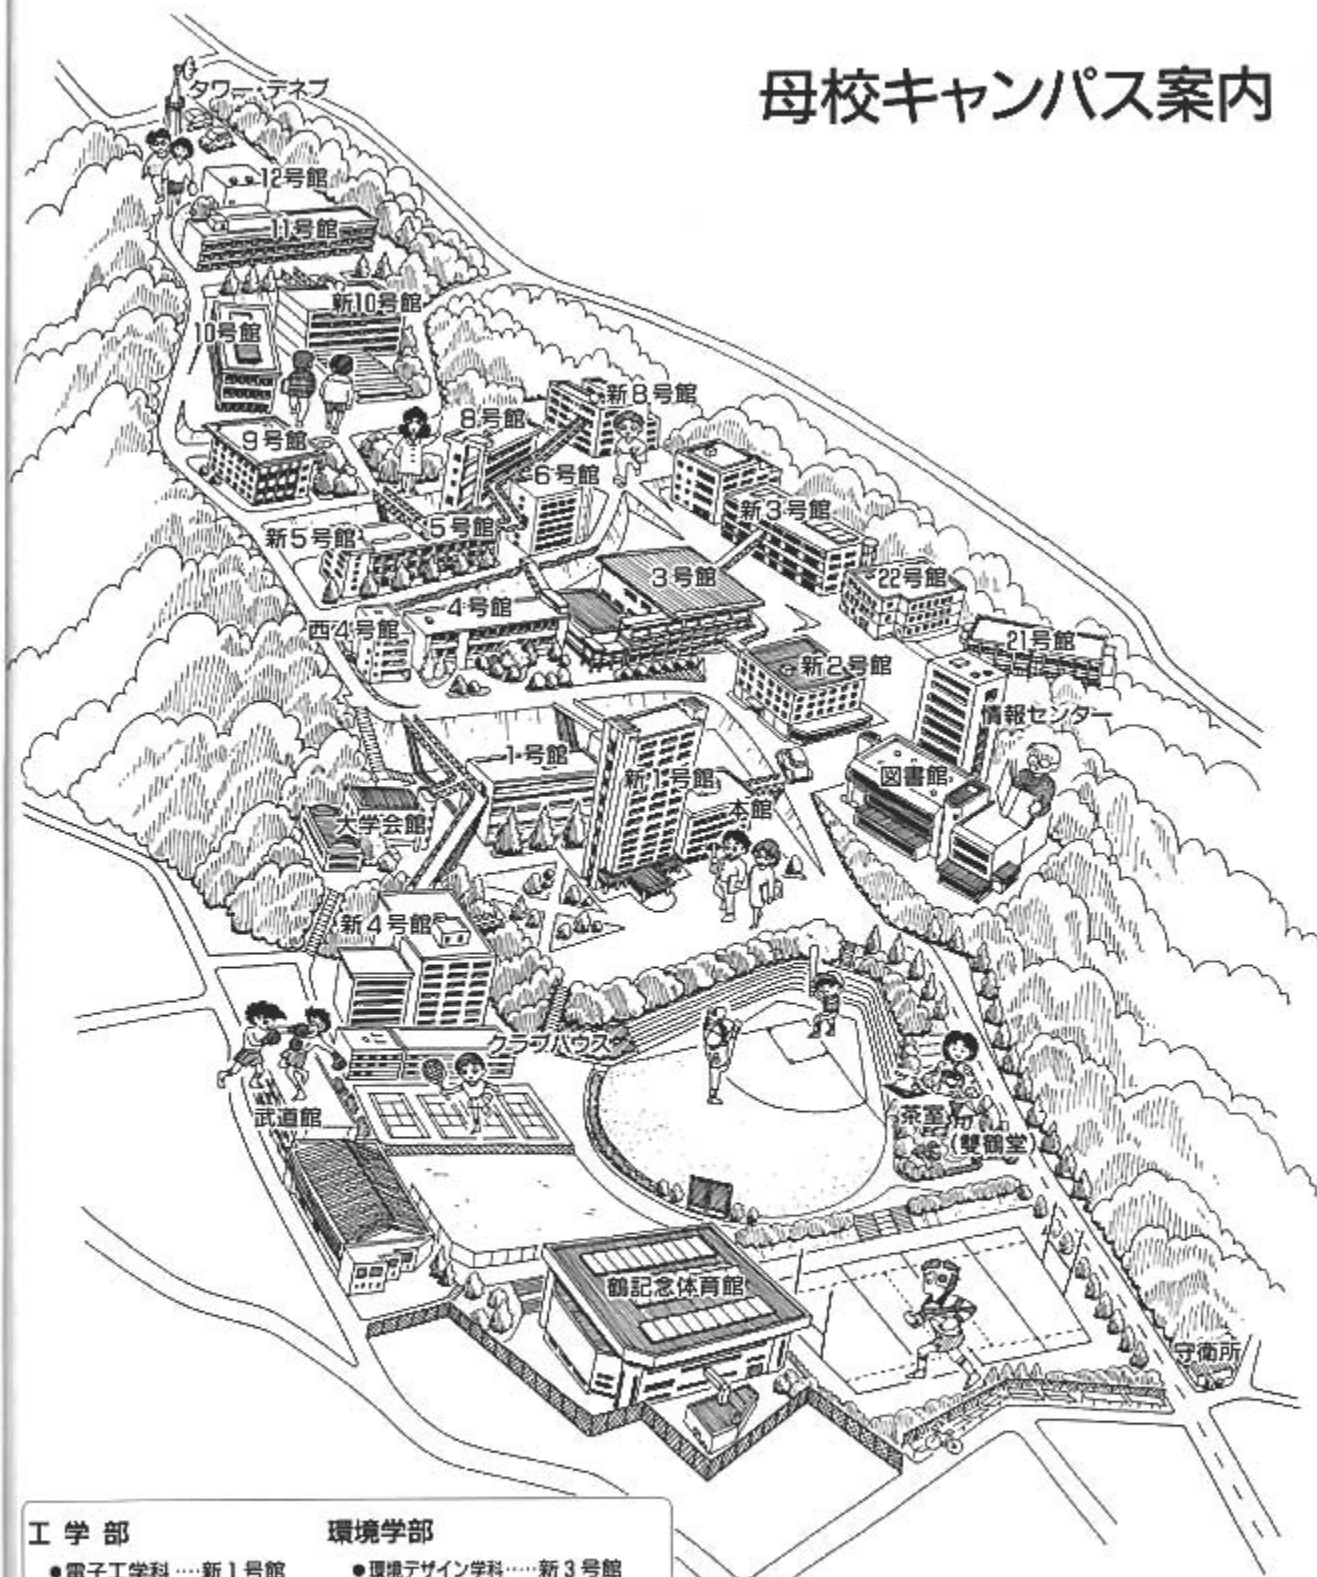 母校キャンパス案内
タワー・デネブ
12号館
11号館
新10号館
10号館
新8号館
8号館
9号館
6号館
新3号館
5号館
新5号館
3号館
22号館
4号館
西4号館
21号館
新2号館
情報センター
1号館
新1号館
図書館
本館
大学会館
新4号館
クラブハウス
武道館
茶室
(雙鶴堂)
鶴記念体育館
守衛所
工学部
●電子工学科‥‥新1号館
環境学部
●環境デザイン学科‥‥‥新3号館